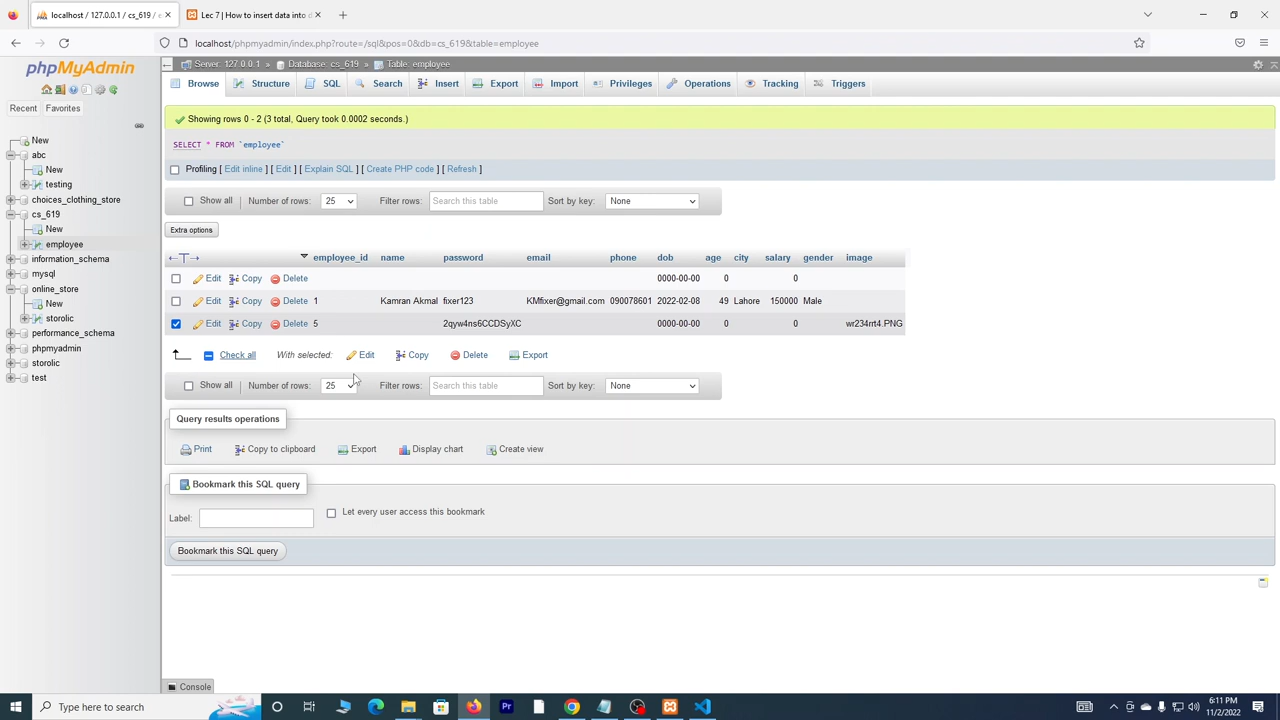 localhost / 127.0.0.1 / cs_619 / e
Lec 7 | How to insert data into d
localhost/phpmyadmin/index.php?route=/sql&pos=0&db=cs_619&table=employee
phpMyAdmin
Recent Favorites
New
abc
New
testing
choices_clothing_store
cs_619
New
employee
information_schema
mysql
online_store
New
storolic
performance_schema
phpmyadmin
storolic
test
Server: 127.0.0.1 » Database: cs_619 » Table: employee
Browse Structure SQL Search Insert Export Import Privileges Operations Tracking Triggers
Showing rows 0 - 2 (3 total, Query took 0.0002 seconds.)
SELECT * FROM `employee`
Profiling [ Edit inline ] [ Edit ] [ Explain SQL ] [ Create PHP code ] [ Refresh ]
Show all Number of rows: 25 Filter rows: Search this table Sort by key: None
Extra options
employee_id name password email phone dob age city salary gender image
Edit Copy Delete 0000-00-00 0 0
Edit Copy Delete 1 Kamran Akmal fixer123 KMfixer@gmail.com 090078601 2022-02-08 49 Lahore 150000 Male
Edit Copy Delete 5 2qyw4ns6CCDSyXC 0000-00-00 0 0 wr234rrt4.PNG
Check all With selected: Edit Copy Delete Export
Show all Number of rows: 25 Filter rows: Search this table Sort by key: None
Query results operations
Print Copy to clipboard Export Display chart Create view
Bookmark this SQL query
Label: Let every user access this bookmark
Bookmark this SQL query
Console
Type here to search
6:11 PM
11/2/2022